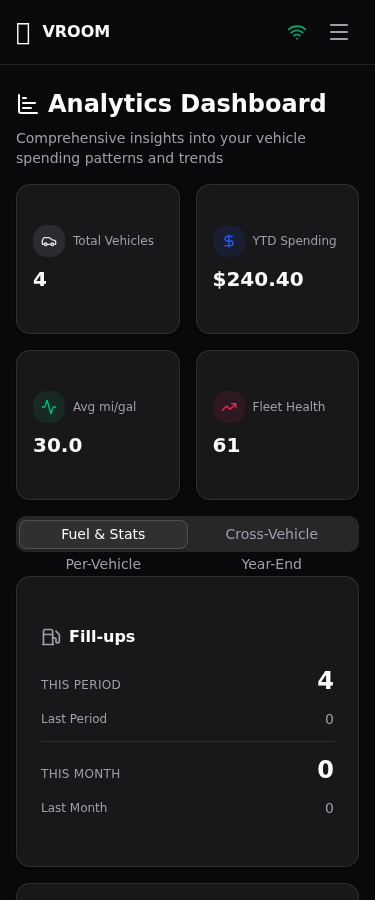 VROOM
Analytics Dashboard
Comprehensive insights into your vehicle
spending patterns and trends
Total Vehicles
4
YTD Spending
$240.40
Avg mi/gal
30.0
Fleet Health
61
Fuel & Stats
Cross-Vehicle
Per-Vehicle
Year-End
Fill-ups
THIS PERIOD 4
Last Period 0
THIS MONTH 0
Last Month 0